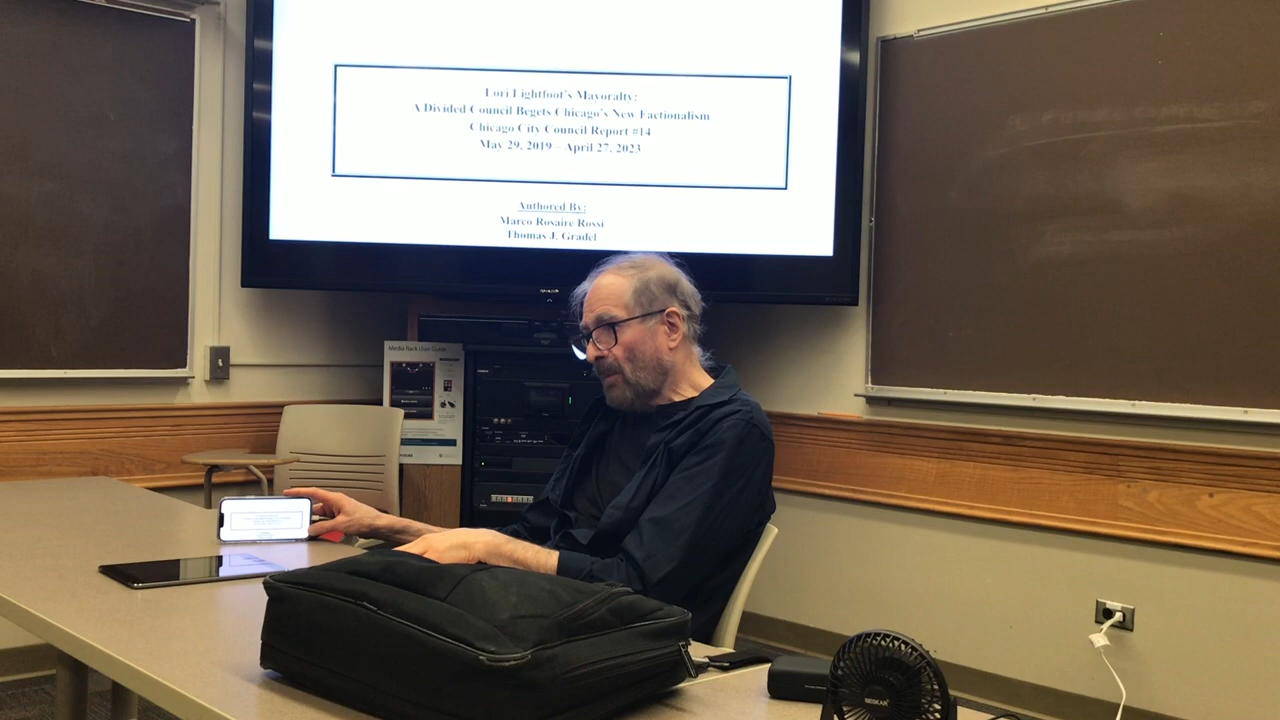 Lori Lightfoot's Mayoralty:
A Divided Council Begets Chicago's New Factionalism
Chicago City Council Report #14
May 29, 2019 – April 27, 2023
Authored By:
Marco Rosaire Rossi
Thomas J. Gradel
SHARP
Media Rack User Guide